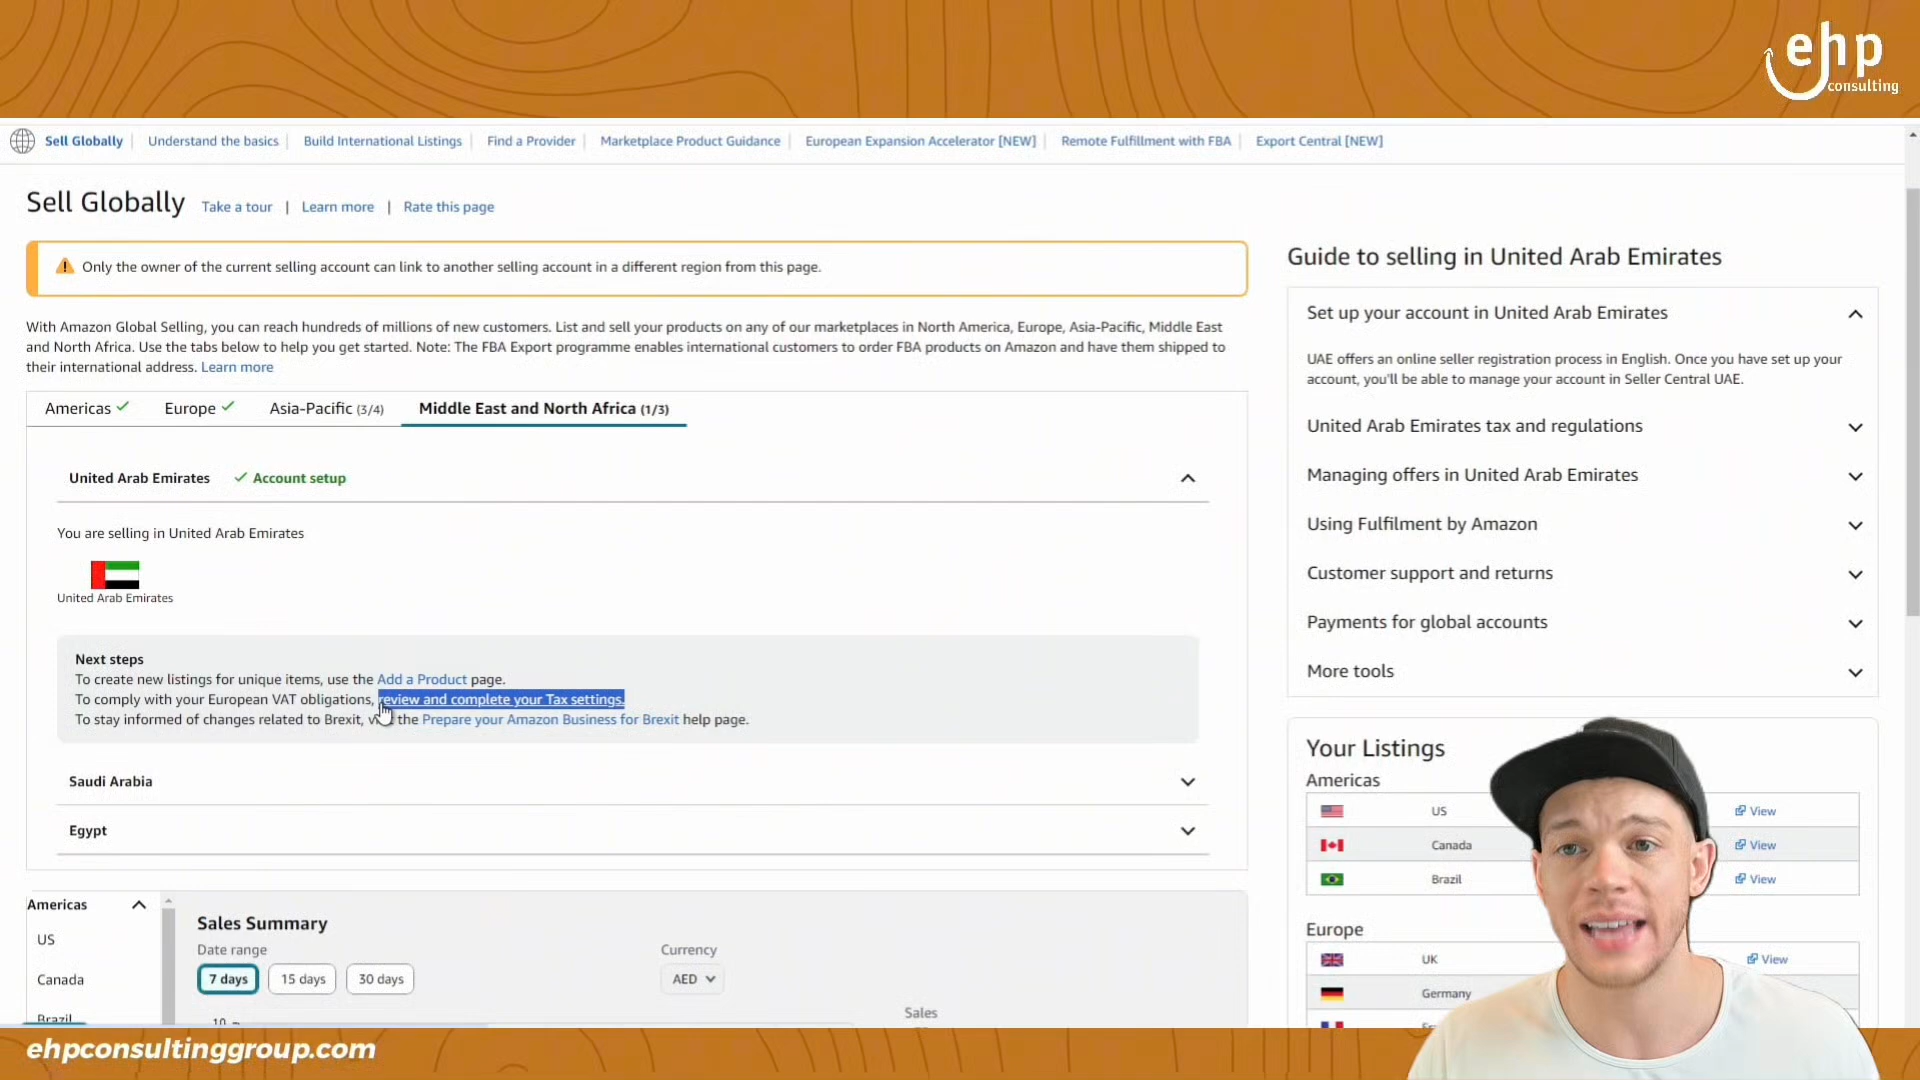 ehp
consulting
Sell Globally
Understand the basics
Build International Listings
Find a Provider
Marketplace Product Guidance
European Expansion Accelerator [NEW]
Remote Fulfillment with FBA
Export Central [NEW]
Sell Globally
Take a tour | Learn more | Rate this page
Only the owner of the current selling account can link to another selling account in a different region from this page.
With Amazon Global Selling, you can reach hundreds of millions of new customers. List and sell your products on any of our marketplaces in North America, Europe, Asia-Pacific, Middle East
and North Africa. Use the tabs below to help you get started. Note: The FBA Export programme enables international customers to order FBA products on Amazon and have them shipped to
their international address. Learn more
Americas
Europe
Asia-Pacific (3/4)
Middle East and North Africa (1/3)
United Arab Emirates
Account setup
You are selling in United Arab Emirates
United Arab Emirates
Next steps
To create new listings for unique items, use the Add a Product page.
To comply with your European VAT obligations, review and complete your Tax settings.
To stay informed of changes related to Brexit, the Prepare your Amazon Business for Brexit help page.
Saudi Arabia
Egypt
Americas
US
Canada
Brazil
Sales Summary
Date range
7 days
15 days
30 days
Currency
AED
Sales
10
Guide to selling in United Arab Emirates
Set up your account in United Arab Emirates
UAE offers an online seller registration process in English. Once you have set up your
account, you'll be able to manage your account in Seller Central UAE.
United Arab Emirates tax and regulations
Managing offers in United Arab Emirates
Using Fulfilment by Amazon
Customer support and returns
Payments for global accounts
More tools
Your Listings
Americas
US View
Canada View
Brazil View
Europe
UK View
Germany
ehpconsultinggroup.com